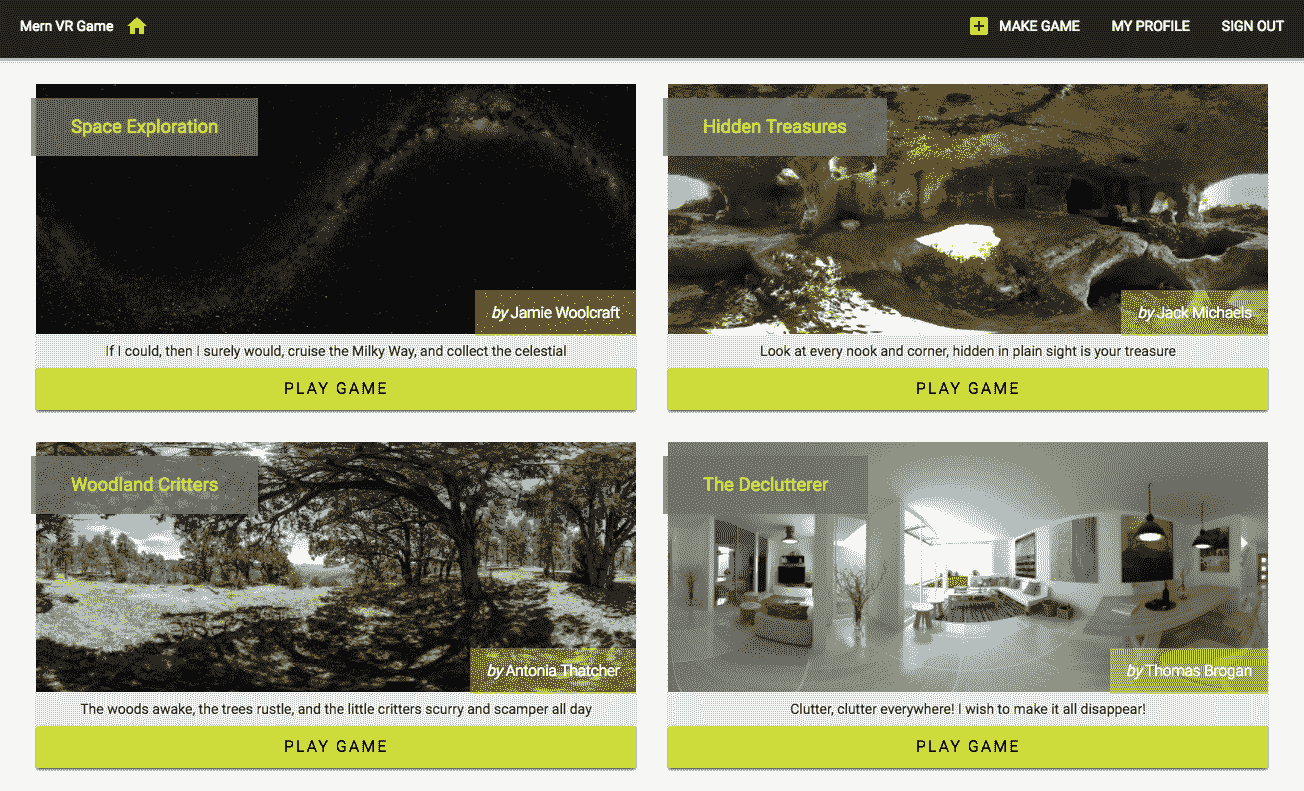 Mern VR Game
MAKE GAME
MY PROFILE
SIGN OUT
Space Exploration
by Jamie Woolcraft
If I could, then I surely would, cruise the Milky Way, and collect the celestial
PLAY GAME
Hidden Treasures
by Jack Michaels
Look at every nook and corner, hidden in plain sight is your treasure
PLAY GAME
Woodland Critters
by Antonia Thatcher
The woods awake, the trees rustle, and the little critters scurry and scamper all day
PLAY GAME
The Declutterer
by Thomas Brogan
Clutter, clutter everywhere! I wish to make it all disappear!
PLAY GAME